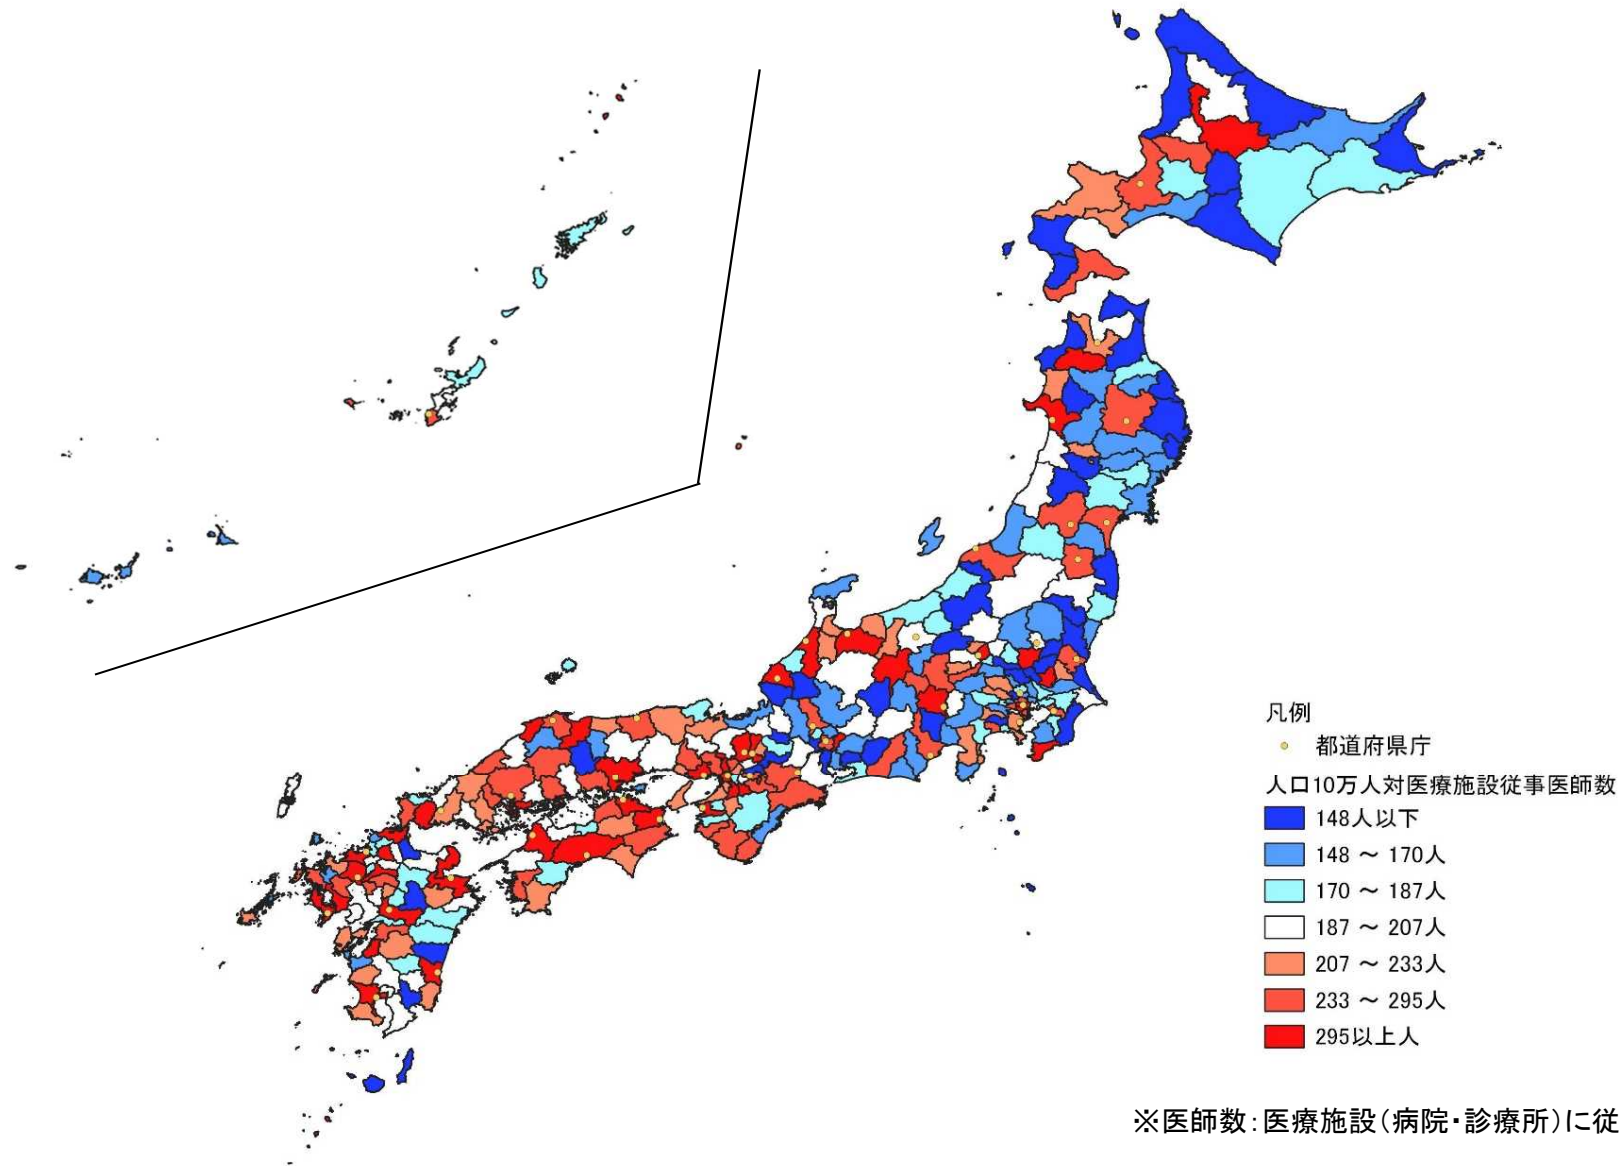 凡例
都道府県庁
人口10万人対医療施設従事医師数
148人以下
148 ～ 170人
170 ～ 187人
187 ～ 207人
207 ～ 233人
233 ～ 295人
295以上人
※医師数：医療施設（病院・診療所）に従